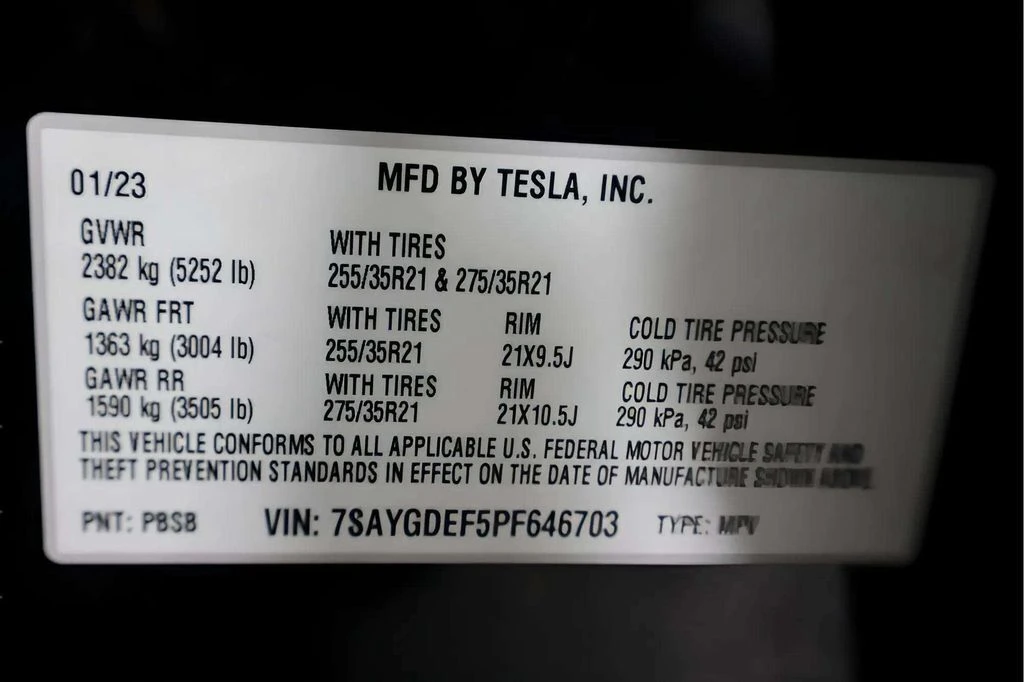 01/23 MFD BY TESLA, INC.
GVWR WITH TIRES
2382 kg (5252 lb) 255/35R21 & 275/35R21
GAWR FRT WITH TIRES RIM COLD TIRE PRESSURE
1363 kg (3004 lb) 255/35R21 21X9.5J 290 kPa, 42 psi
GAWR RR WITH TIRES RIM COLD TIRE PRESSURE
1590 kg (3505 lb) 275/35R21 21X10.5J 290 kPa, 42 psi
THIS VEHICLE CONFORMS TO ALL APPLICABLE U.S. FEDERAL MOTOR VEHICLE SAFETY AND
THEFT PREVENTION STANDARDS IN EFFECT ON THE DATE OF MANUFACTURE SHOWN ABOVE.
PNT: PBSB VIN: 7SAYGDEF5PF646703 TYPE: MPV